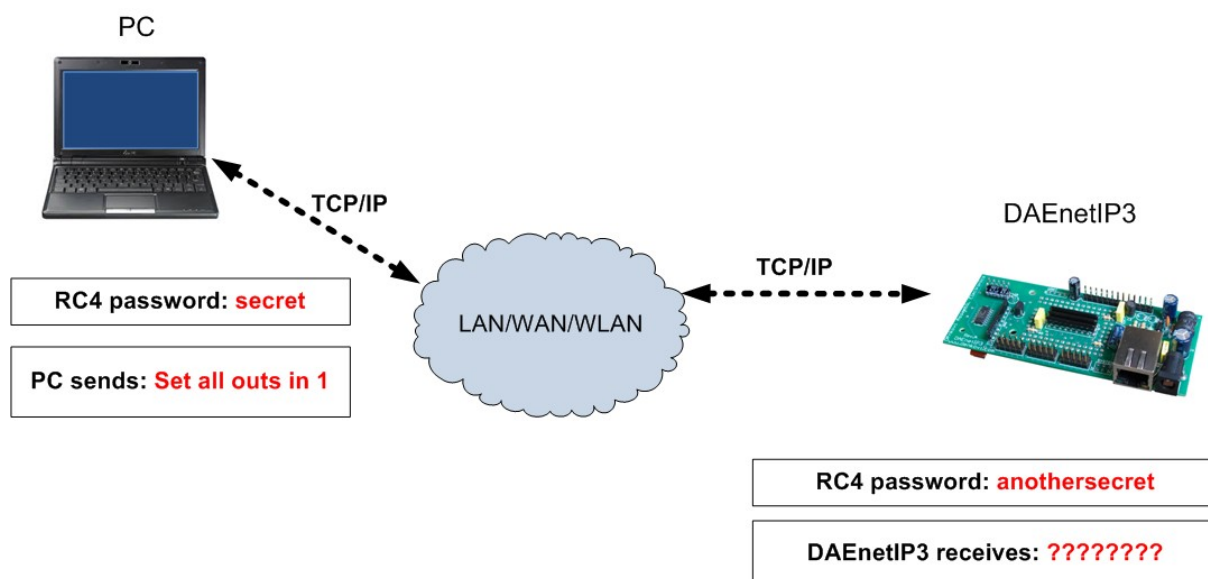 PC
TCP/IP
DAEnetIP3
TCP/IP
RC4 password: secret
LAN/WAN/WLAN
PC sends: Set all outs in 1
RC4 password: anothersecret
DAEnetIP3 receives: ????????